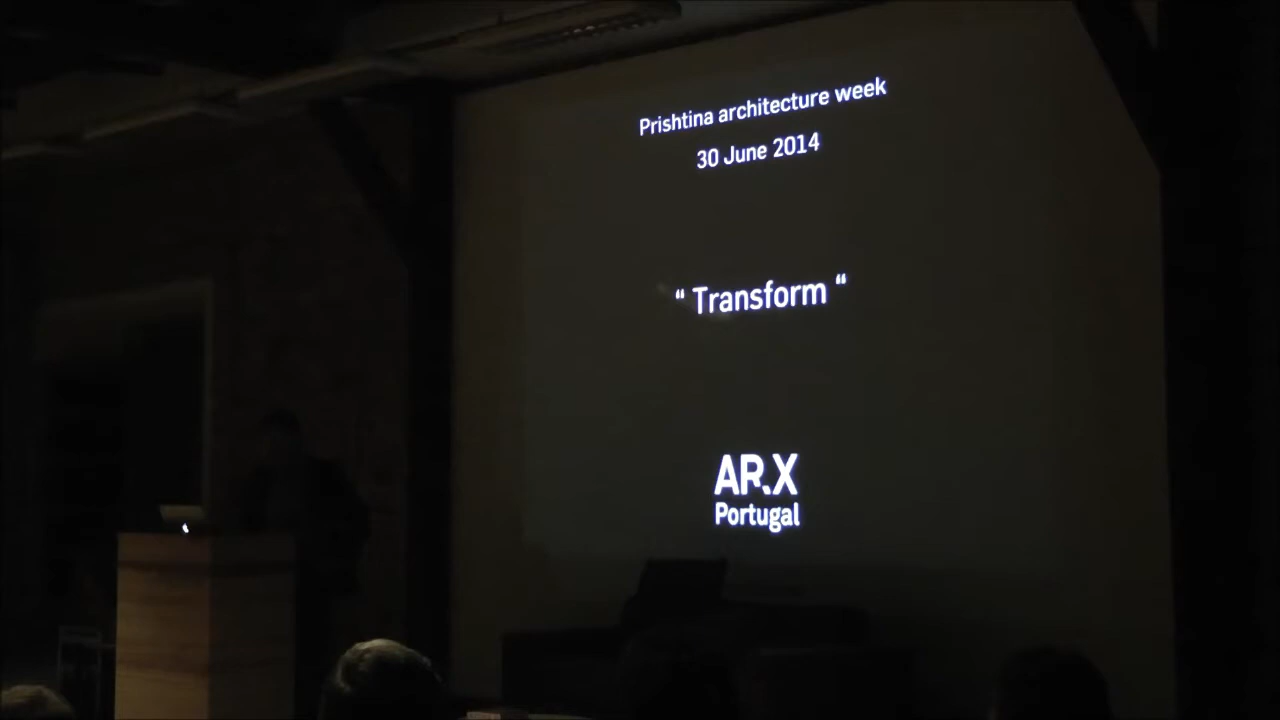 Prishtina architecture week
30 June 2014
“ Transform “
AR.X
Portugal